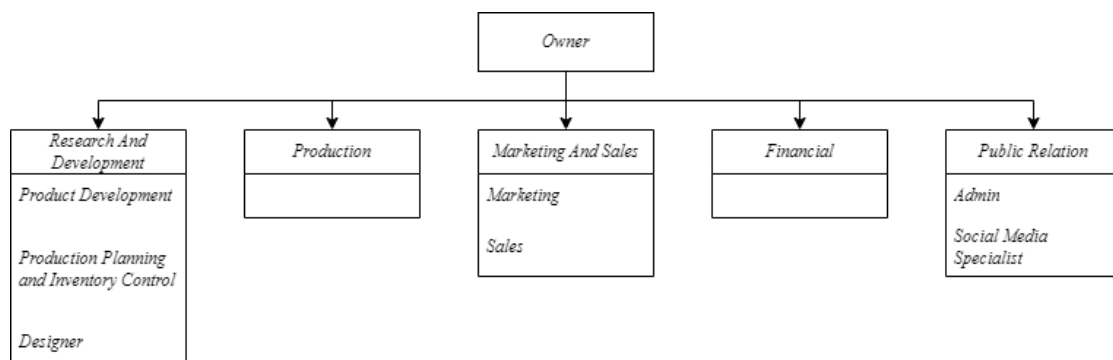 Owner
Research And
Development
Production
Marketing And Sales
Financial
Public Relation
Product Development
Production Planning
and Inventory Control
Designer
Marketing
Sales
Admin
Social Media
Specialist